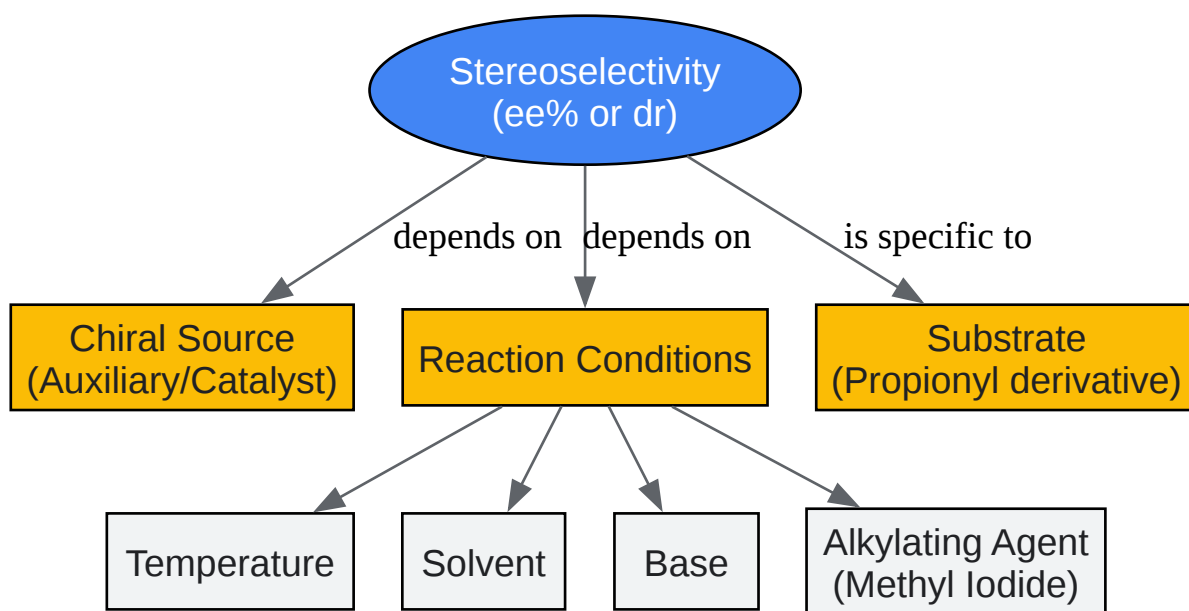 Stereoselectivity
(ee% or dr)
depends on
depends on
is specific to
Chiral Source
(Auxiliary/Catalyst)
Reaction Conditions
Substrate
(Propionyl derivative)
Temperature
Solvent
Base
Alkylating Agent
(Methyl Iodide)